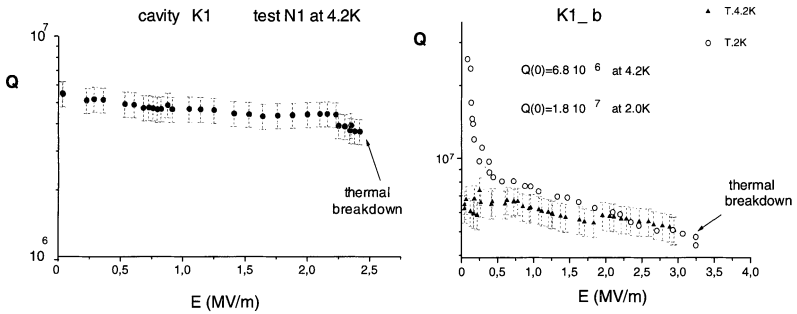 cavity K1 test N1 at 4.2K
10^7
Q
10^6
0 0,5 1,0 1,5 2,0 2,5
E (MV/m)
thermal
breakdown
K1_ b
T.4.2K
T.2K
Q
Q(0)=6.8 10 6 at 4.2K
Q(0)=1.8 10 7 at 2.0K
10^7
thermal
breakdown
0 0,5 1,0 1,5 2,0 2,5 3,0 3,5 4,0
E (MV/m)